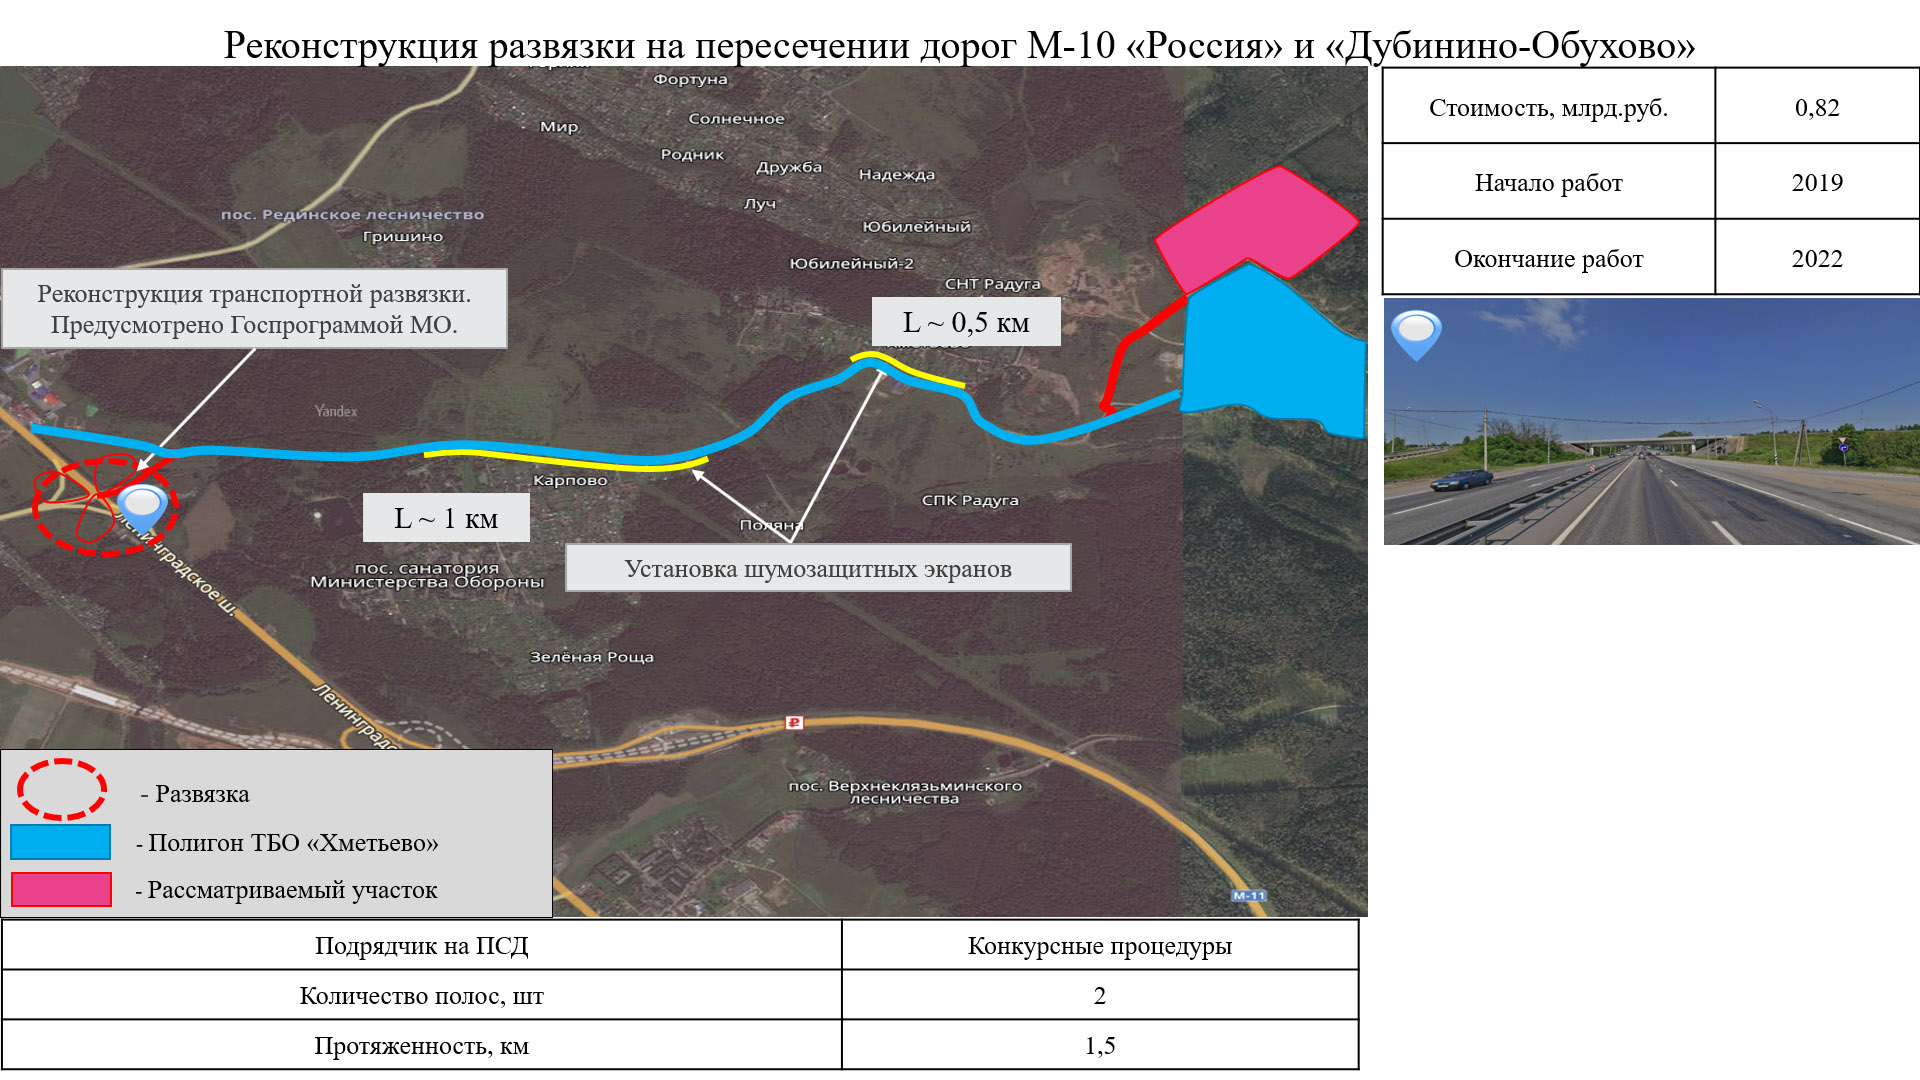 Реконструкция развязки на пересечении дорог М-10 «Россия» и «Дубинино-Обухово»
Стоимость, млрд.руб. 0,82
Начало работ 2019
Окончание работ 2022
Фортуна
Солнечное
Мир
Родник
Дружба
Надежда
Луч
пос. Рединское лесничество
Гришино
Юбилейный
Юбилейный-2
СНТ Радуга
Реконструкция транспортной развязки.
Предусмотрено Госпрограммой МО.
L ~ 0,5 км
Yandex
Карпово
L ~ 1 км
СПК Радуга
Поляна
Установка шумозащитных экранов
пос. санатория
Министерства Обороны
Ленинградское ш.
Зелёная Роща
Ленинградс
₽
пос. Верхнеклязьминского
лесничества
М-11
- Развязка
- Полигон ТБО «Хметьево»
- Рассматриваемый участок
Подрядчик на ПСД Конкурсные процедуры
Количество полос, шт 2
Протяженность, км 1,5